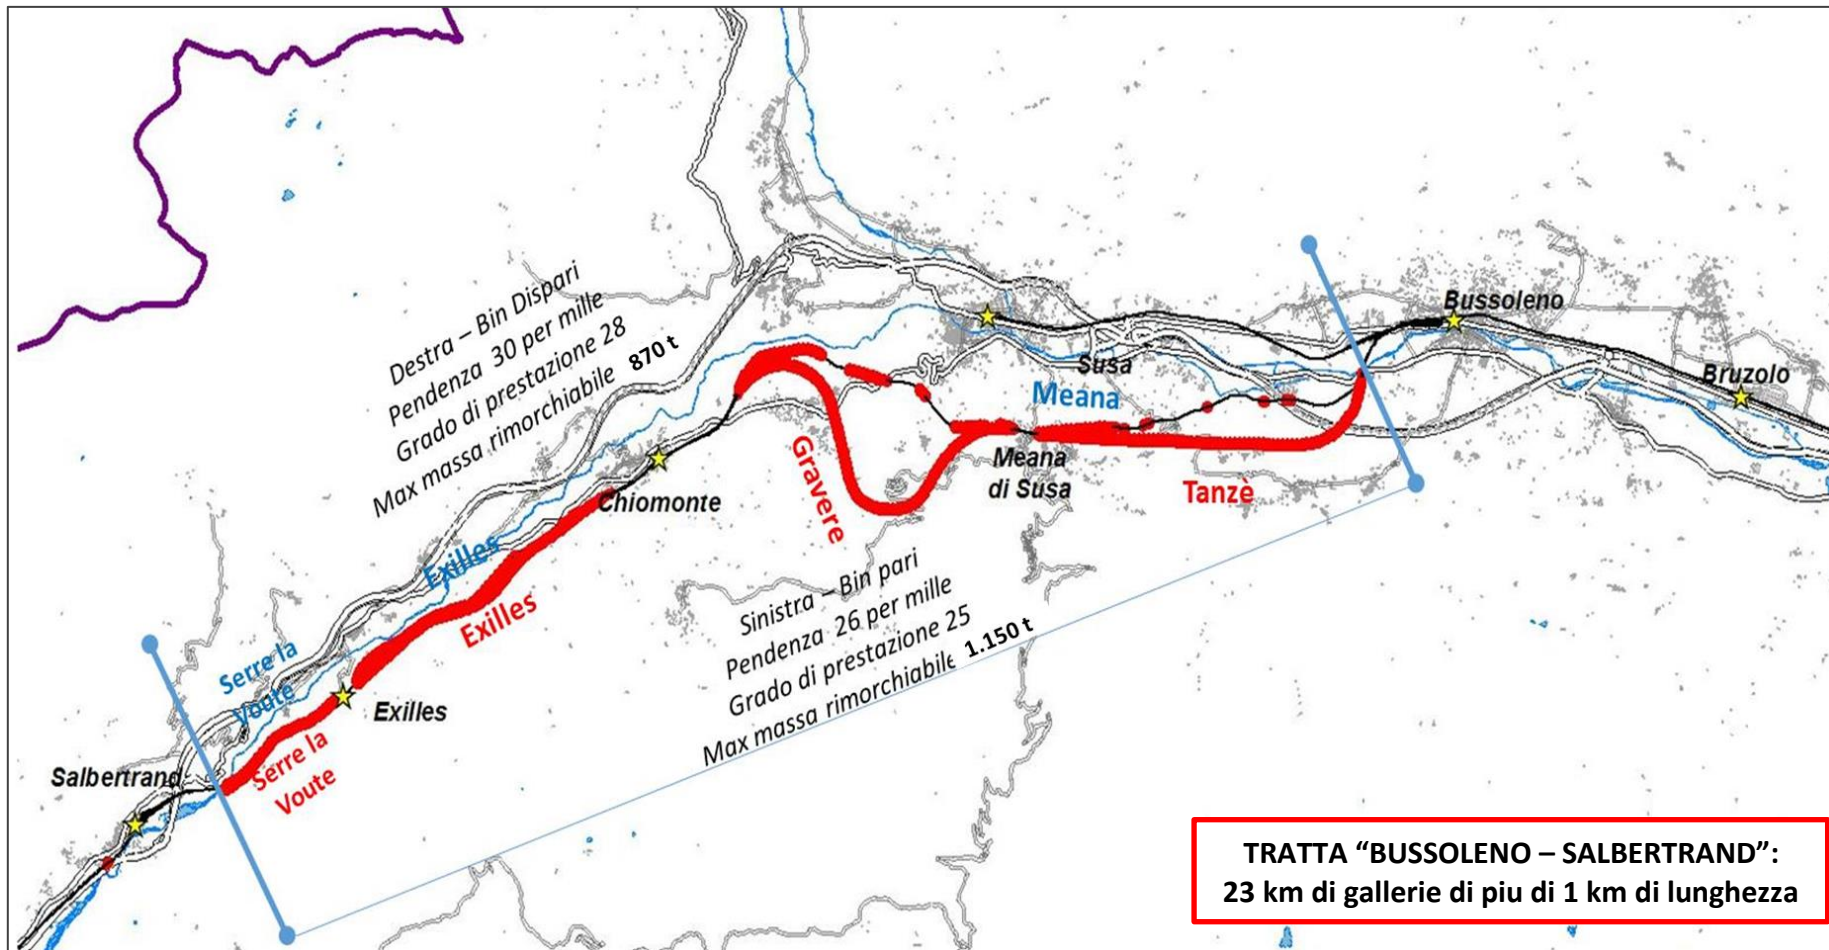 Destra – Bin Dispari
Pendenza 30 per mille
Grado di prestazione 28
Max massa rimorchiabile 870 t
Bussoleno
Susa
Bruzolo
Meana
Meana
di Susa
Tanzè
Gravere
Chiomonte
Exilles
Exilles
Sinistra – Bin pari
Pendenza 26 per mille
Grado di prestazione 25
Max massa rimorchiabile 1.150 t
Serre la
Voute
Exilles
Serre la
Voute
Salbertrand
TRATTA “BUSSOLENO – SALBERTRAND”:
23 km di gallerie di piu di 1 km di lunghezza